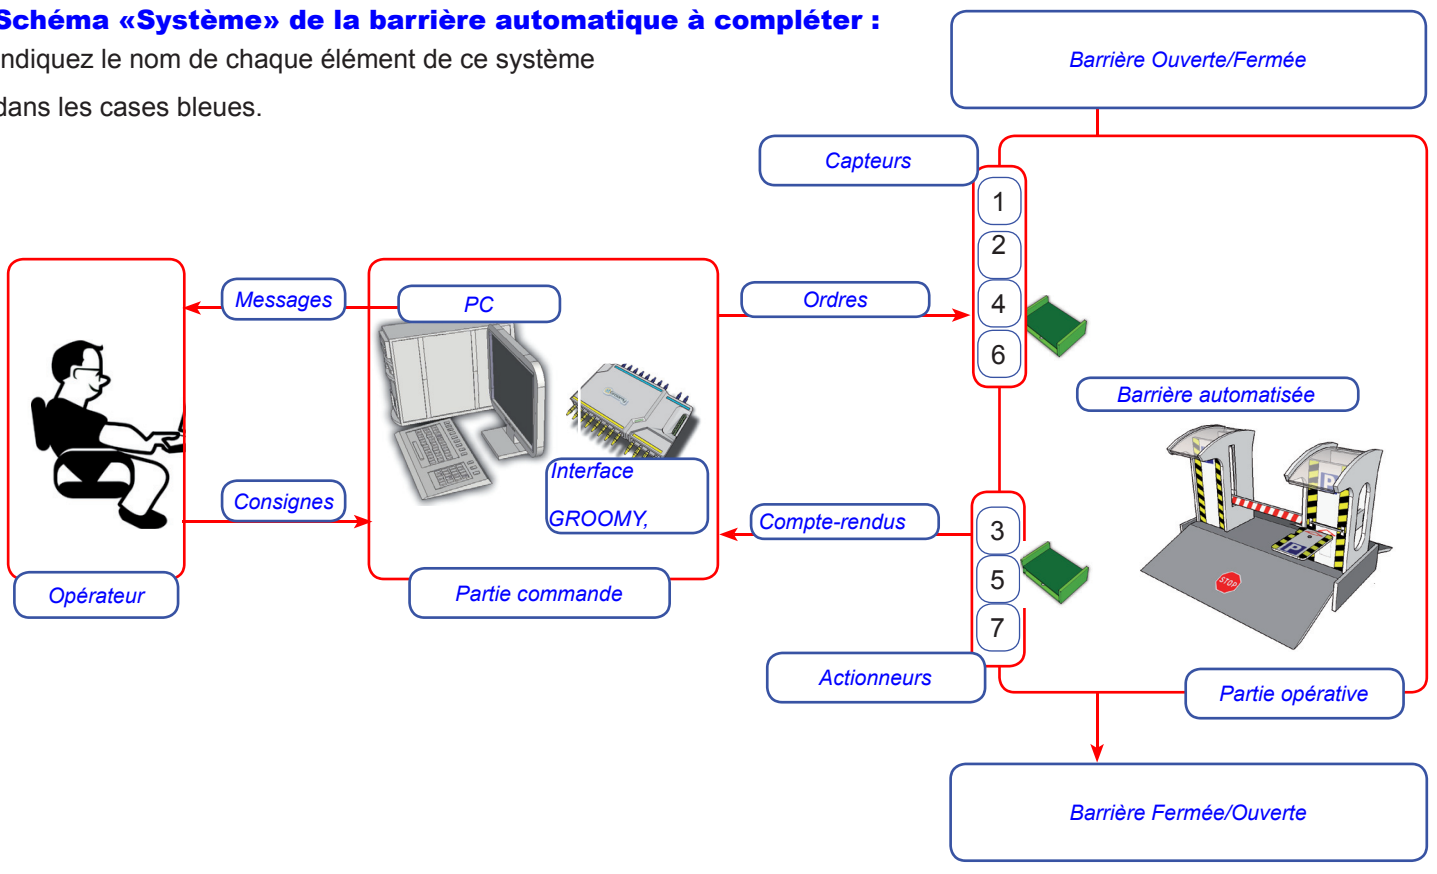 Schéma «Système» de la barrière automatique à compléter :
ndiquez le nom de chaque élément de ce système
dans les cases bleues.
Barrière Ouverte/Fermée
Capteurs
1
2
4
6
Messages
PC
Ordres
Barrière automatisée
Interface
GROOMY,
Consignes
Compte-rendus
3
5
7
Opérateur
Partie commande
Actionneurs
Partie opérative
STOP
P
Barrière Fermée/Ouverte